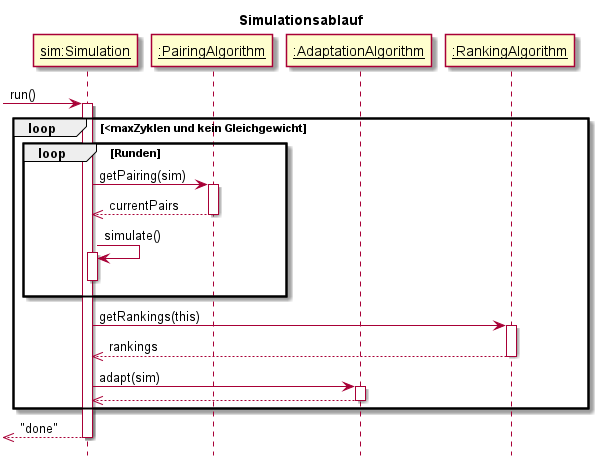 Simulationsablauf
sim:Simulation :PairingAlgorithm :AdaptationAlgorithm :RankingAlgorithm
run()
loop [<maxZyklen und kein Gleichgewicht]
loop [Runden]
getPairing(sim)
currentPairs
simulate()
getRankings(this)
rankings
adapt(sim)
"done"